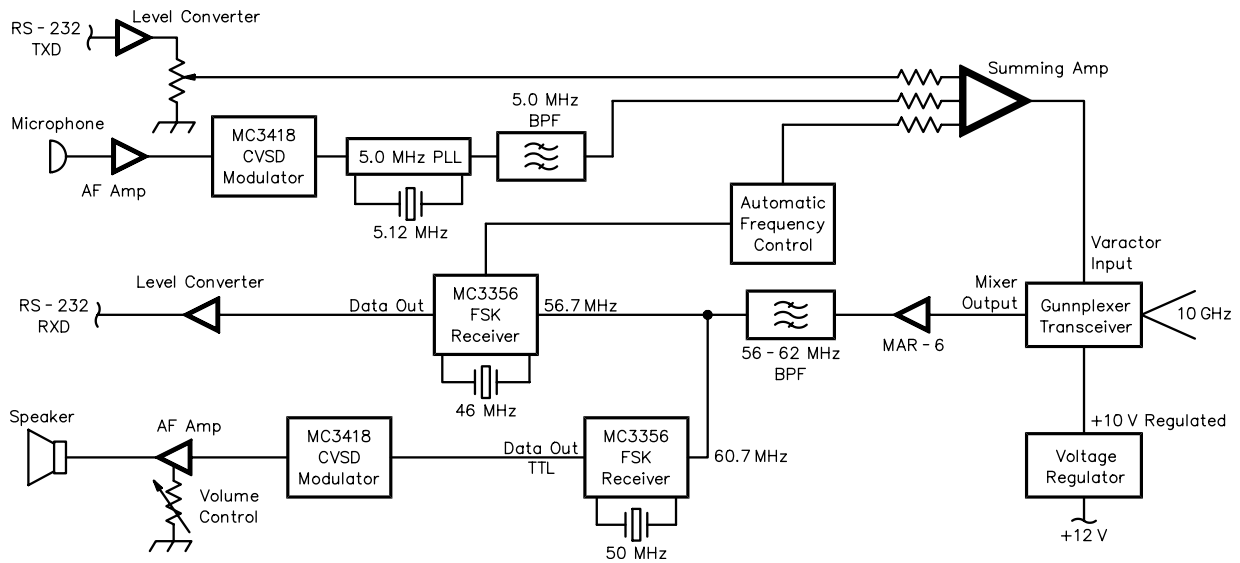 Level Converter
RS - 232
TXD
Summing Amp
5.0 MHz
BPF
Microphone
MC3418
CVSD
Modulator
5.0 MHz PLL
AF Amp
5.12 MHz
Automatic
Frequency
Control
Varactor
Input
Level Converter
RS - 232
RXD
Data Out
MC3356
FSK
Receiver
56.7 MHz
Mixer
Output
Gunnplexer
Transceiver
10 GHz
56 - 62 MHz
BPF
MAR - 6
46 MHz
Speaker
AF Amp
MC3418
CVSD
Modulator
Data Out
TTL
MC3356
FSK
Receiver
60.7 MHz
+10 V Regulated
Voltage
Regulator
Volume
Control
50 MHz
+12 V